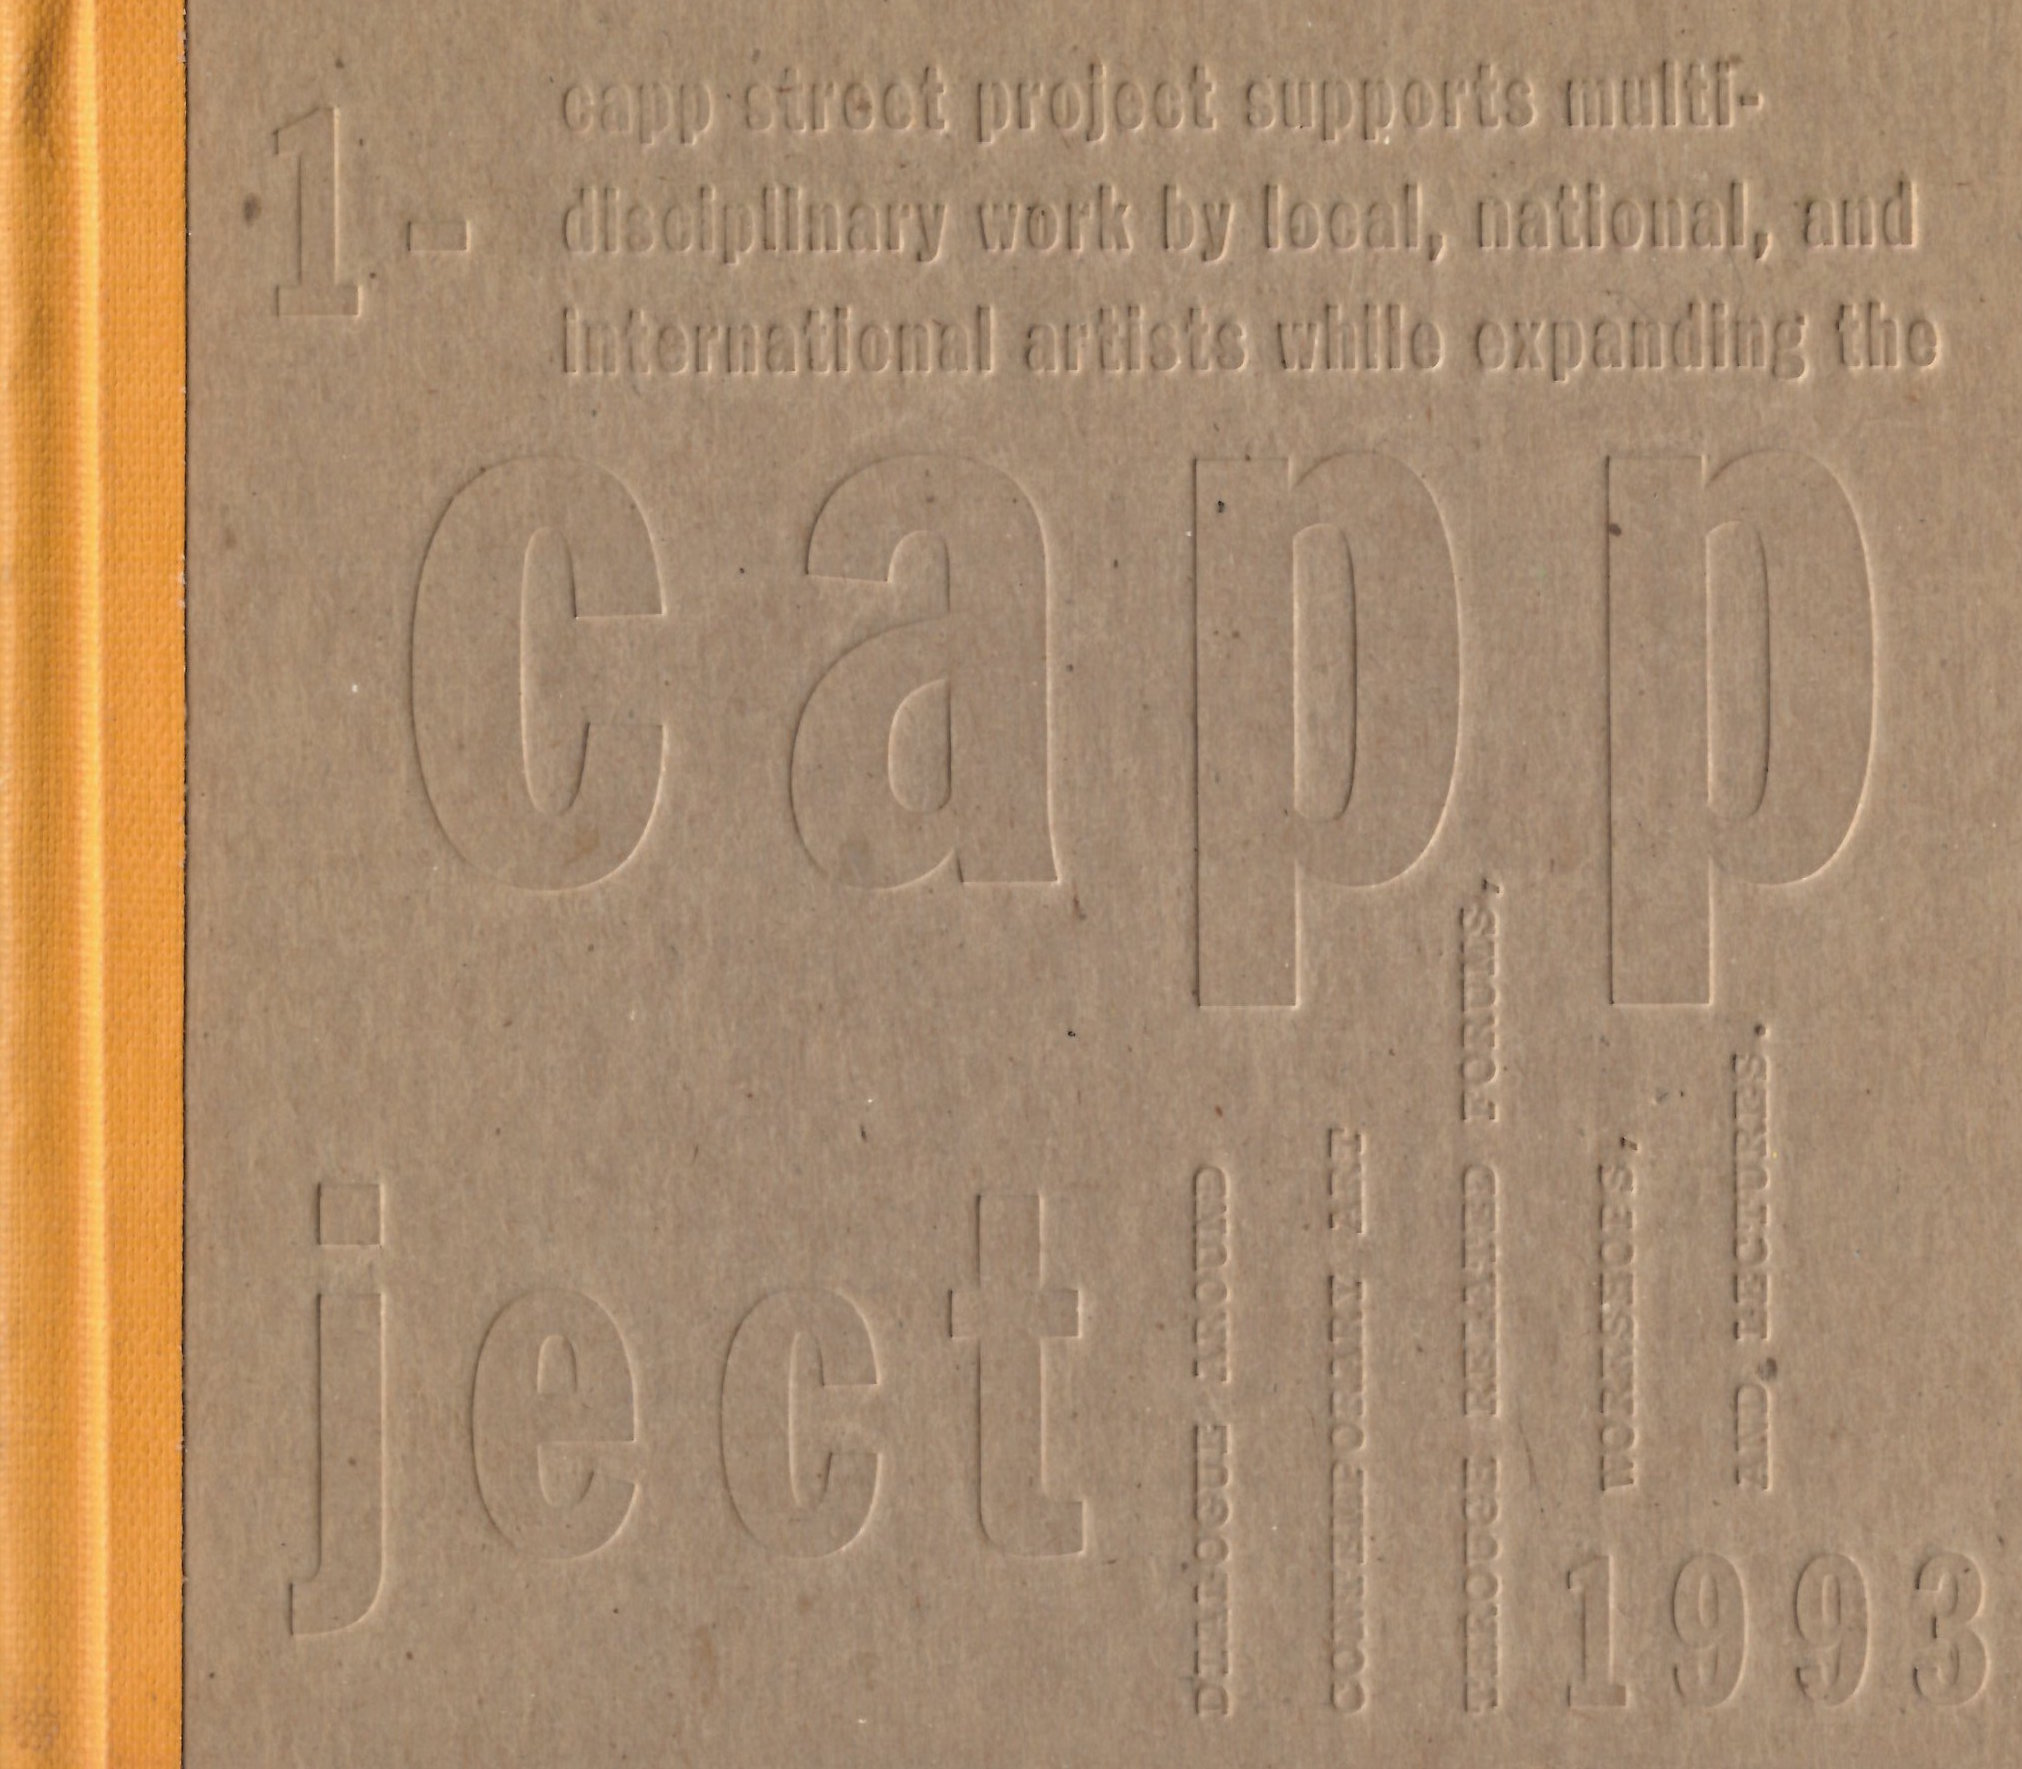 1-
capp street project supports multi-
disciplinary work by local, national, and
international artists while expanding the
capp
ject
DIALOGUE AROUND
CONTEMPORARY ART
THROUGH RELATED FORUMS,
WORKSHOPS,
AND LECTURES.
1993